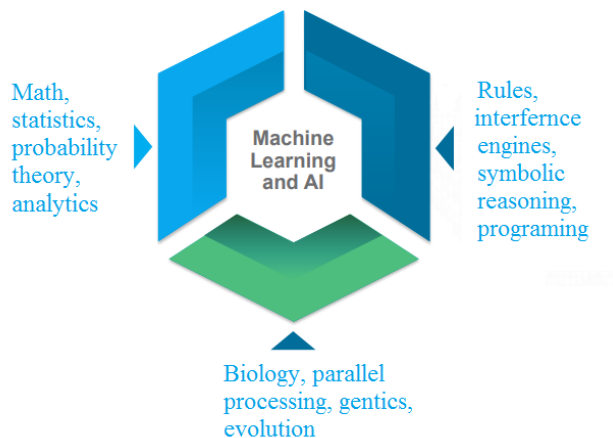 Math,
statistics,
probability
theory,
analytics
Machine
Learning
and AI
Rules,
interfernce
engines,
symbolic
reasoning,
programing
Biology, parallel
processing, gentics,
evolution